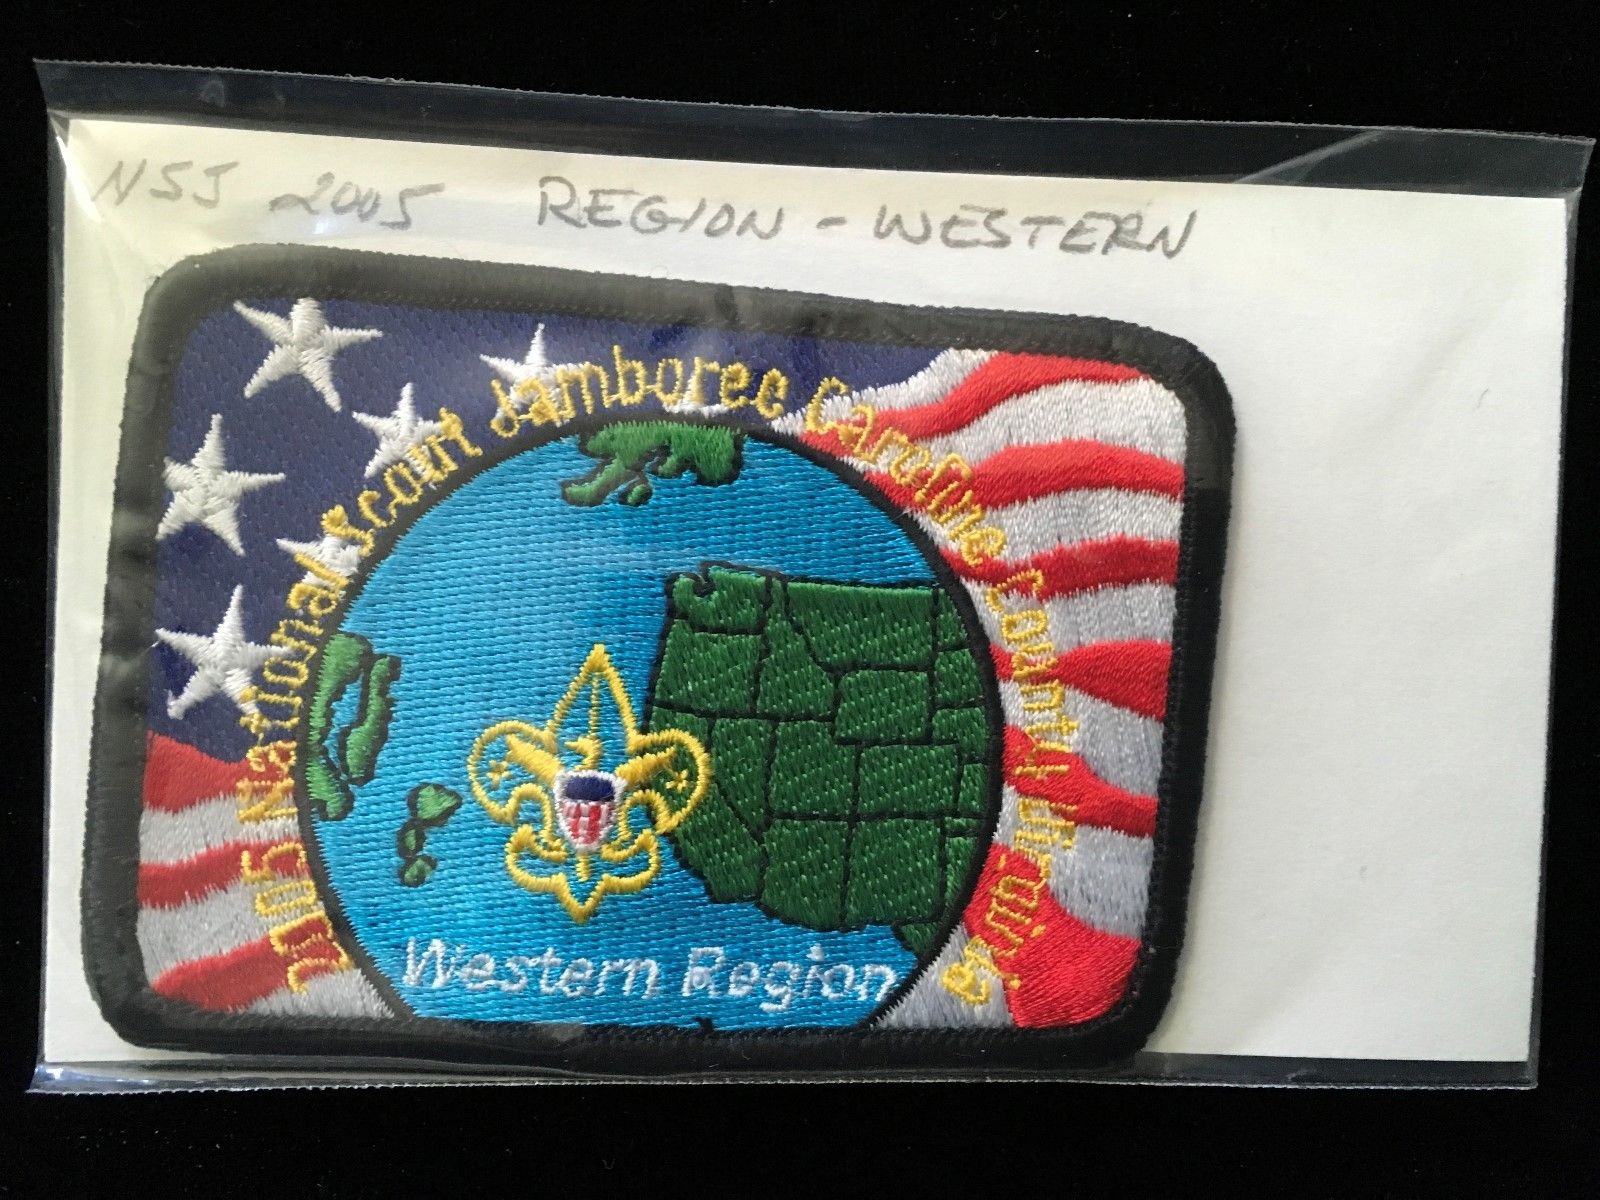 NSJ 2005 REGION - WESTERN
2005 National Scout Jamboree Caroline County Virginia
Western Region